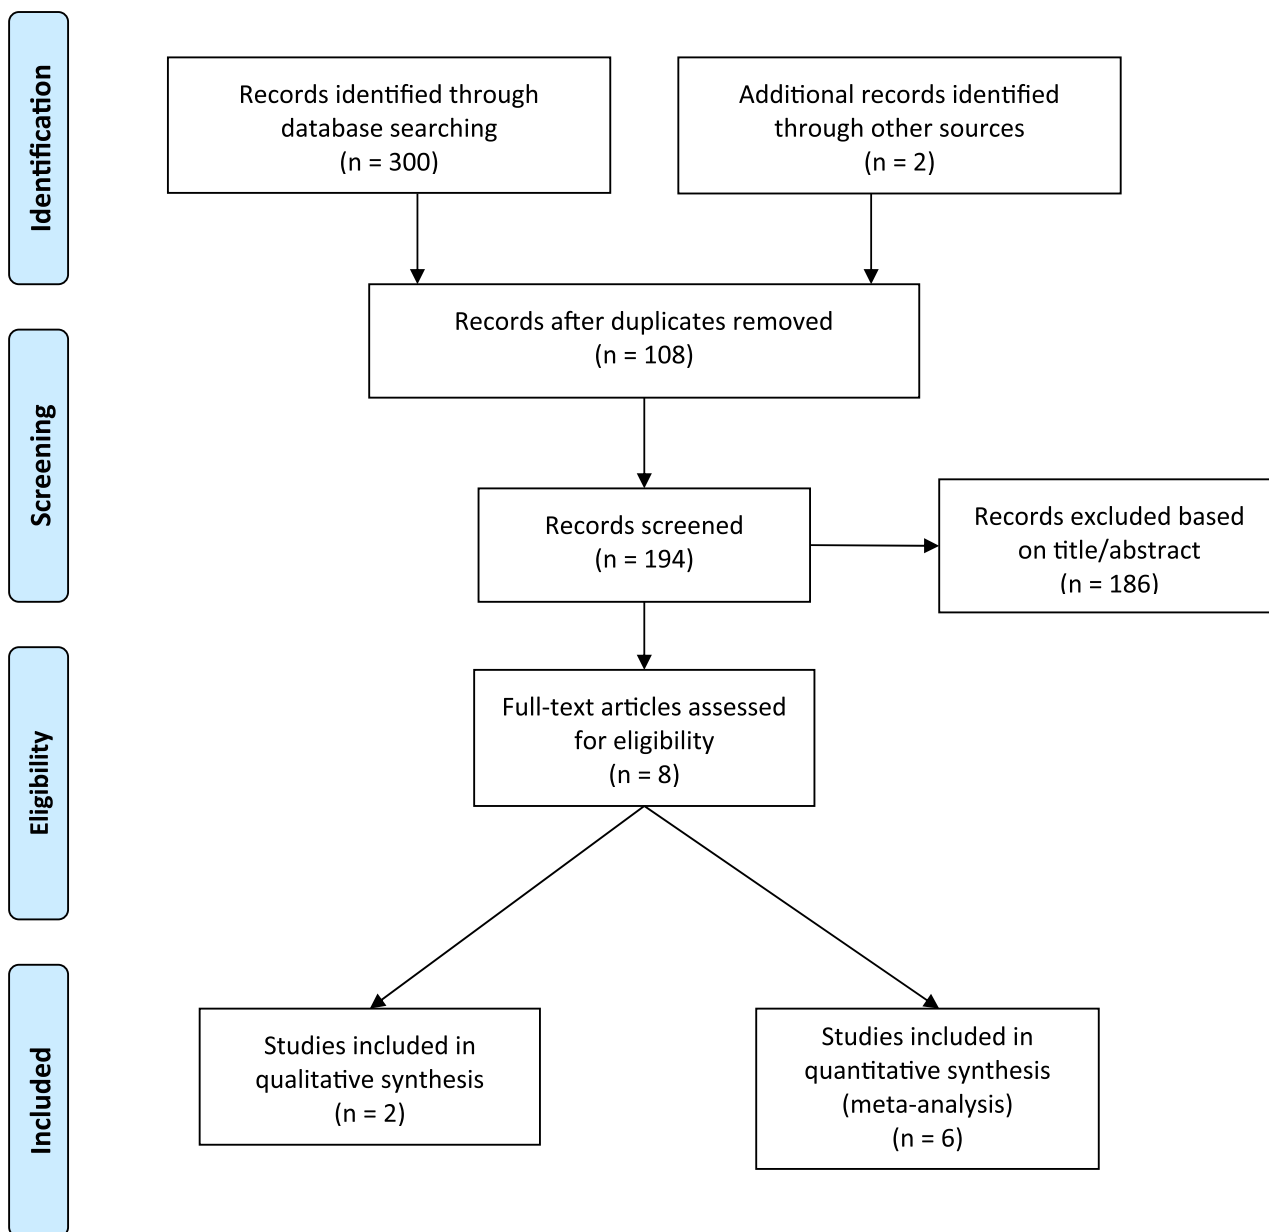 Identification
Records identified through
database searching
(n = 300)
Additional records identified
through other sources
(n = 2)
Records after duplicates removed
(n = 108)
Screening
Records screened
(n = 194)
Records excluded based
on title/abstract
(n = 186)
Eligibility
Full-text articles assessed
for eligibility
(n = 8)
Included
Studies included in
qualitative synthesis
(n = 2)
Studies included in
quantitative synthesis
(meta-analysis)
(n = 6)